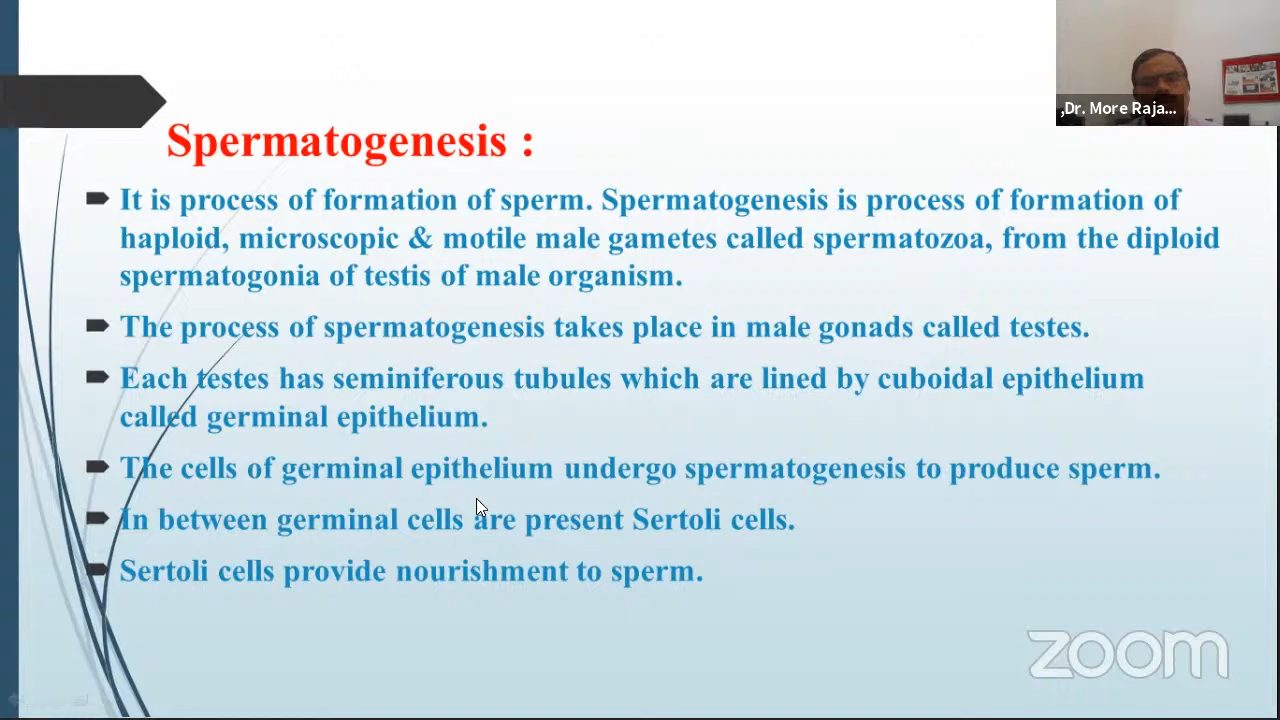 ,Dr. More Raja...
Spermatogenesis :
It is process of formation of sperm. Spermatogenesis is process of formation of
haploid, microscopic & motile male gametes called spermatozoa, from the diploid
spermatogonia of testis of male organism.
The process of spermatogenesis takes place in male gonads called testes.
Each testes has seminiferous tubules which are lined by cuboidal epithelium
called germinal epithelium.
The cells of germinal epithelium undergo spermatogenesis to produce sperm.
In between germinal cells are present Sertoli cells.
Sertoli cells provide nourishment to sperm.
zoom